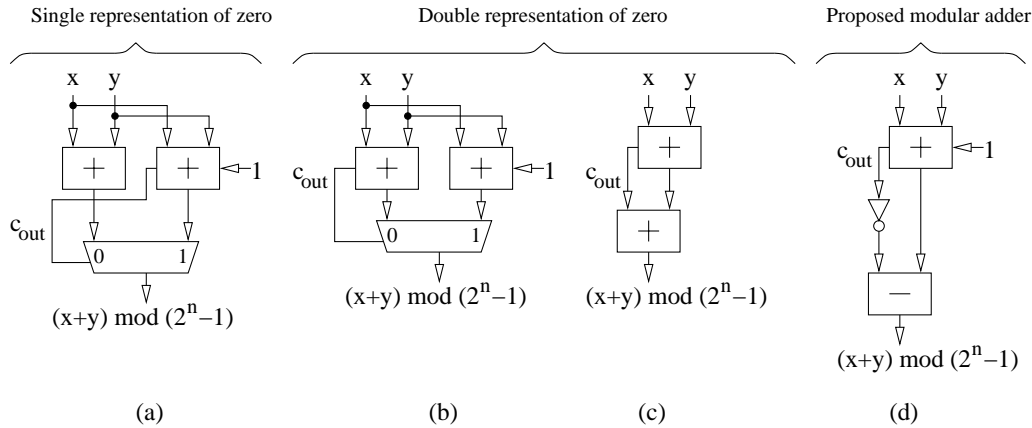 Single representation of zero
Double representation of zero
Proposed modular adder
x y
x y
x y
x y
+ +
1
c_out
0 1
(x+y) mod (2^n−1)
+ +
1
c_out
0 1
(x+y) mod (2^n−1)
+
c_out
+
(x+y) mod (2^n−1)
+
1
c_out
−
(x+y) mod (2^n−1)
(a)
(b)
(c)
(d)